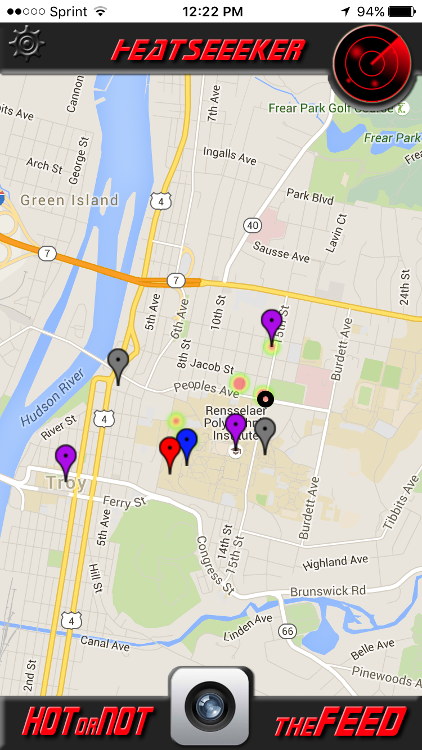 Sprint 12:22 PM 94%
HEATSEEEKER
Cannon
7th Ave
Frear Park Golf Course
Frear Park
bits Ave
Arch St
George St
Ingalls Ave
Green Island
4
Park Blvd
40
Lavin Ct
Sausse Ave
7
7
24th St
5th Ave
6th Ave
10th St
15th St
8th St
Burdett Ave
Jacob St
Peoples Ave
Hudson River
River St
4
Rensselaer
Institute
Troy
Ferry St
5th Ave
14th St
15th St
Burdett Ave
Tibbits Ave
Congress St
Highland Ave
Hill St
Brunswick Rd
4
Linden Ave
66
Canal Ave
Belle Ave
2nd St
Pinewoods A
HOT OR NOT
THE FEED